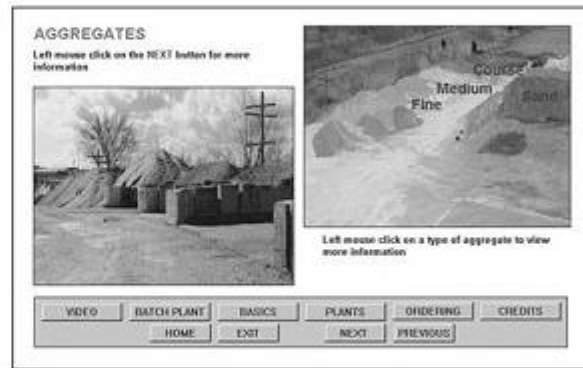 AGGREGATES
Left mouse click on the NEXT button for more
information
Course
Medium
Fine
Sand
Left mouse click on a type of aggregate to view
more information
VIDEO
BATCH PLANT
BASICS
PLANTS
ORDERING
CREDITS
HOME
EXIT
NEXT
PREVIOUS